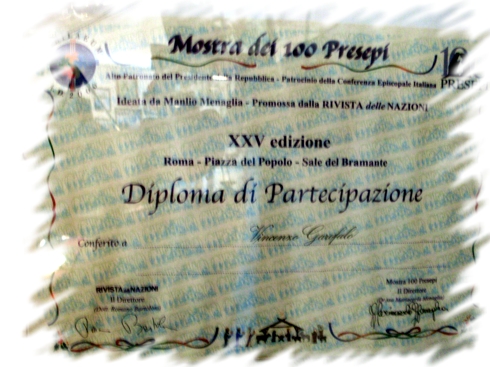 Mostra dei 100 Presepi
Alto Patronato del Presidente della Repubblica - Patrocinio della Conferenza Episcopale Italiana
PRESEPI
Ideata da Manlio Menaglia - Promossa dalla RIVISTA delle NAZIONI
XXV edizione
Roma - Piazza del Popolo - Sale del Bramante
Diploma di Partecipazione
Conferito a Vincenzo Garofalo
RIVISTA delle NAZIONI
Il Direttore
Mostra 100 Presepi
Il Direttore